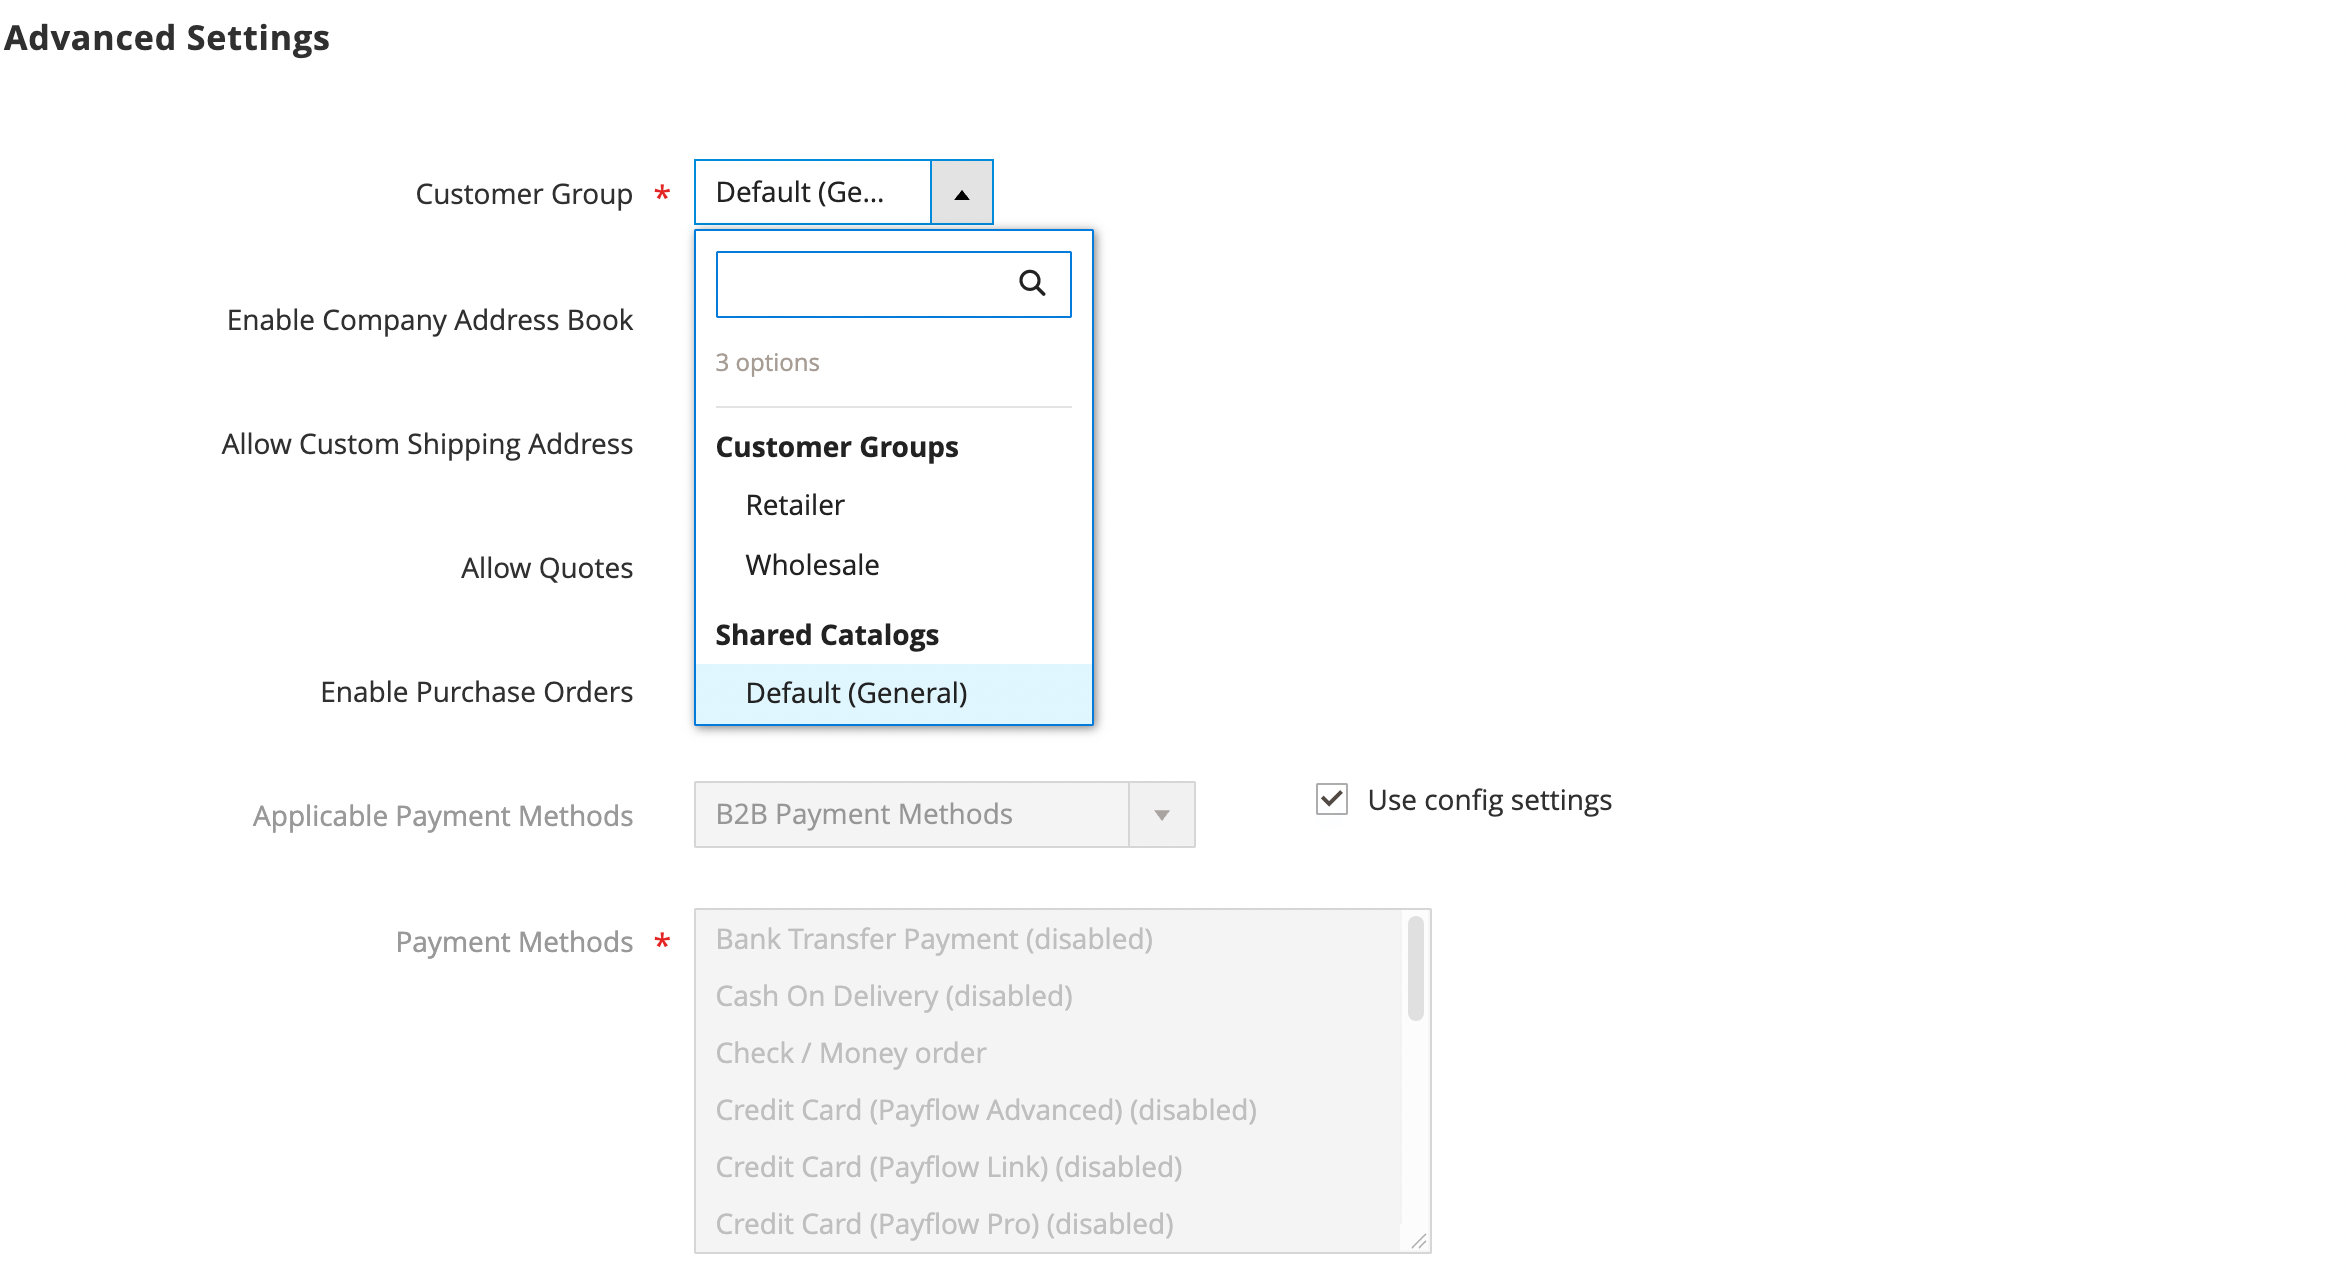 Advanced Settings
Customer Group *
Default (Ge...
3 options
Customer Groups
Retailer
Wholesale
Shared Catalogs
Default (General)
Enable Company Address Book
Allow Custom Shipping Address
Allow Quotes
Enable Purchase Orders
Applicable Payment Methods
B2B Payment Methods
Use config settings
Payment Methods *
Bank Transfer Payment (disabled)
Cash On Delivery (disabled)
Check / Money order
Credit Card (Payflow Advanced) (disabled)
Credit Card (Payflow Link) (disabled)
Credit Card (Payflow Pro) (disabled)